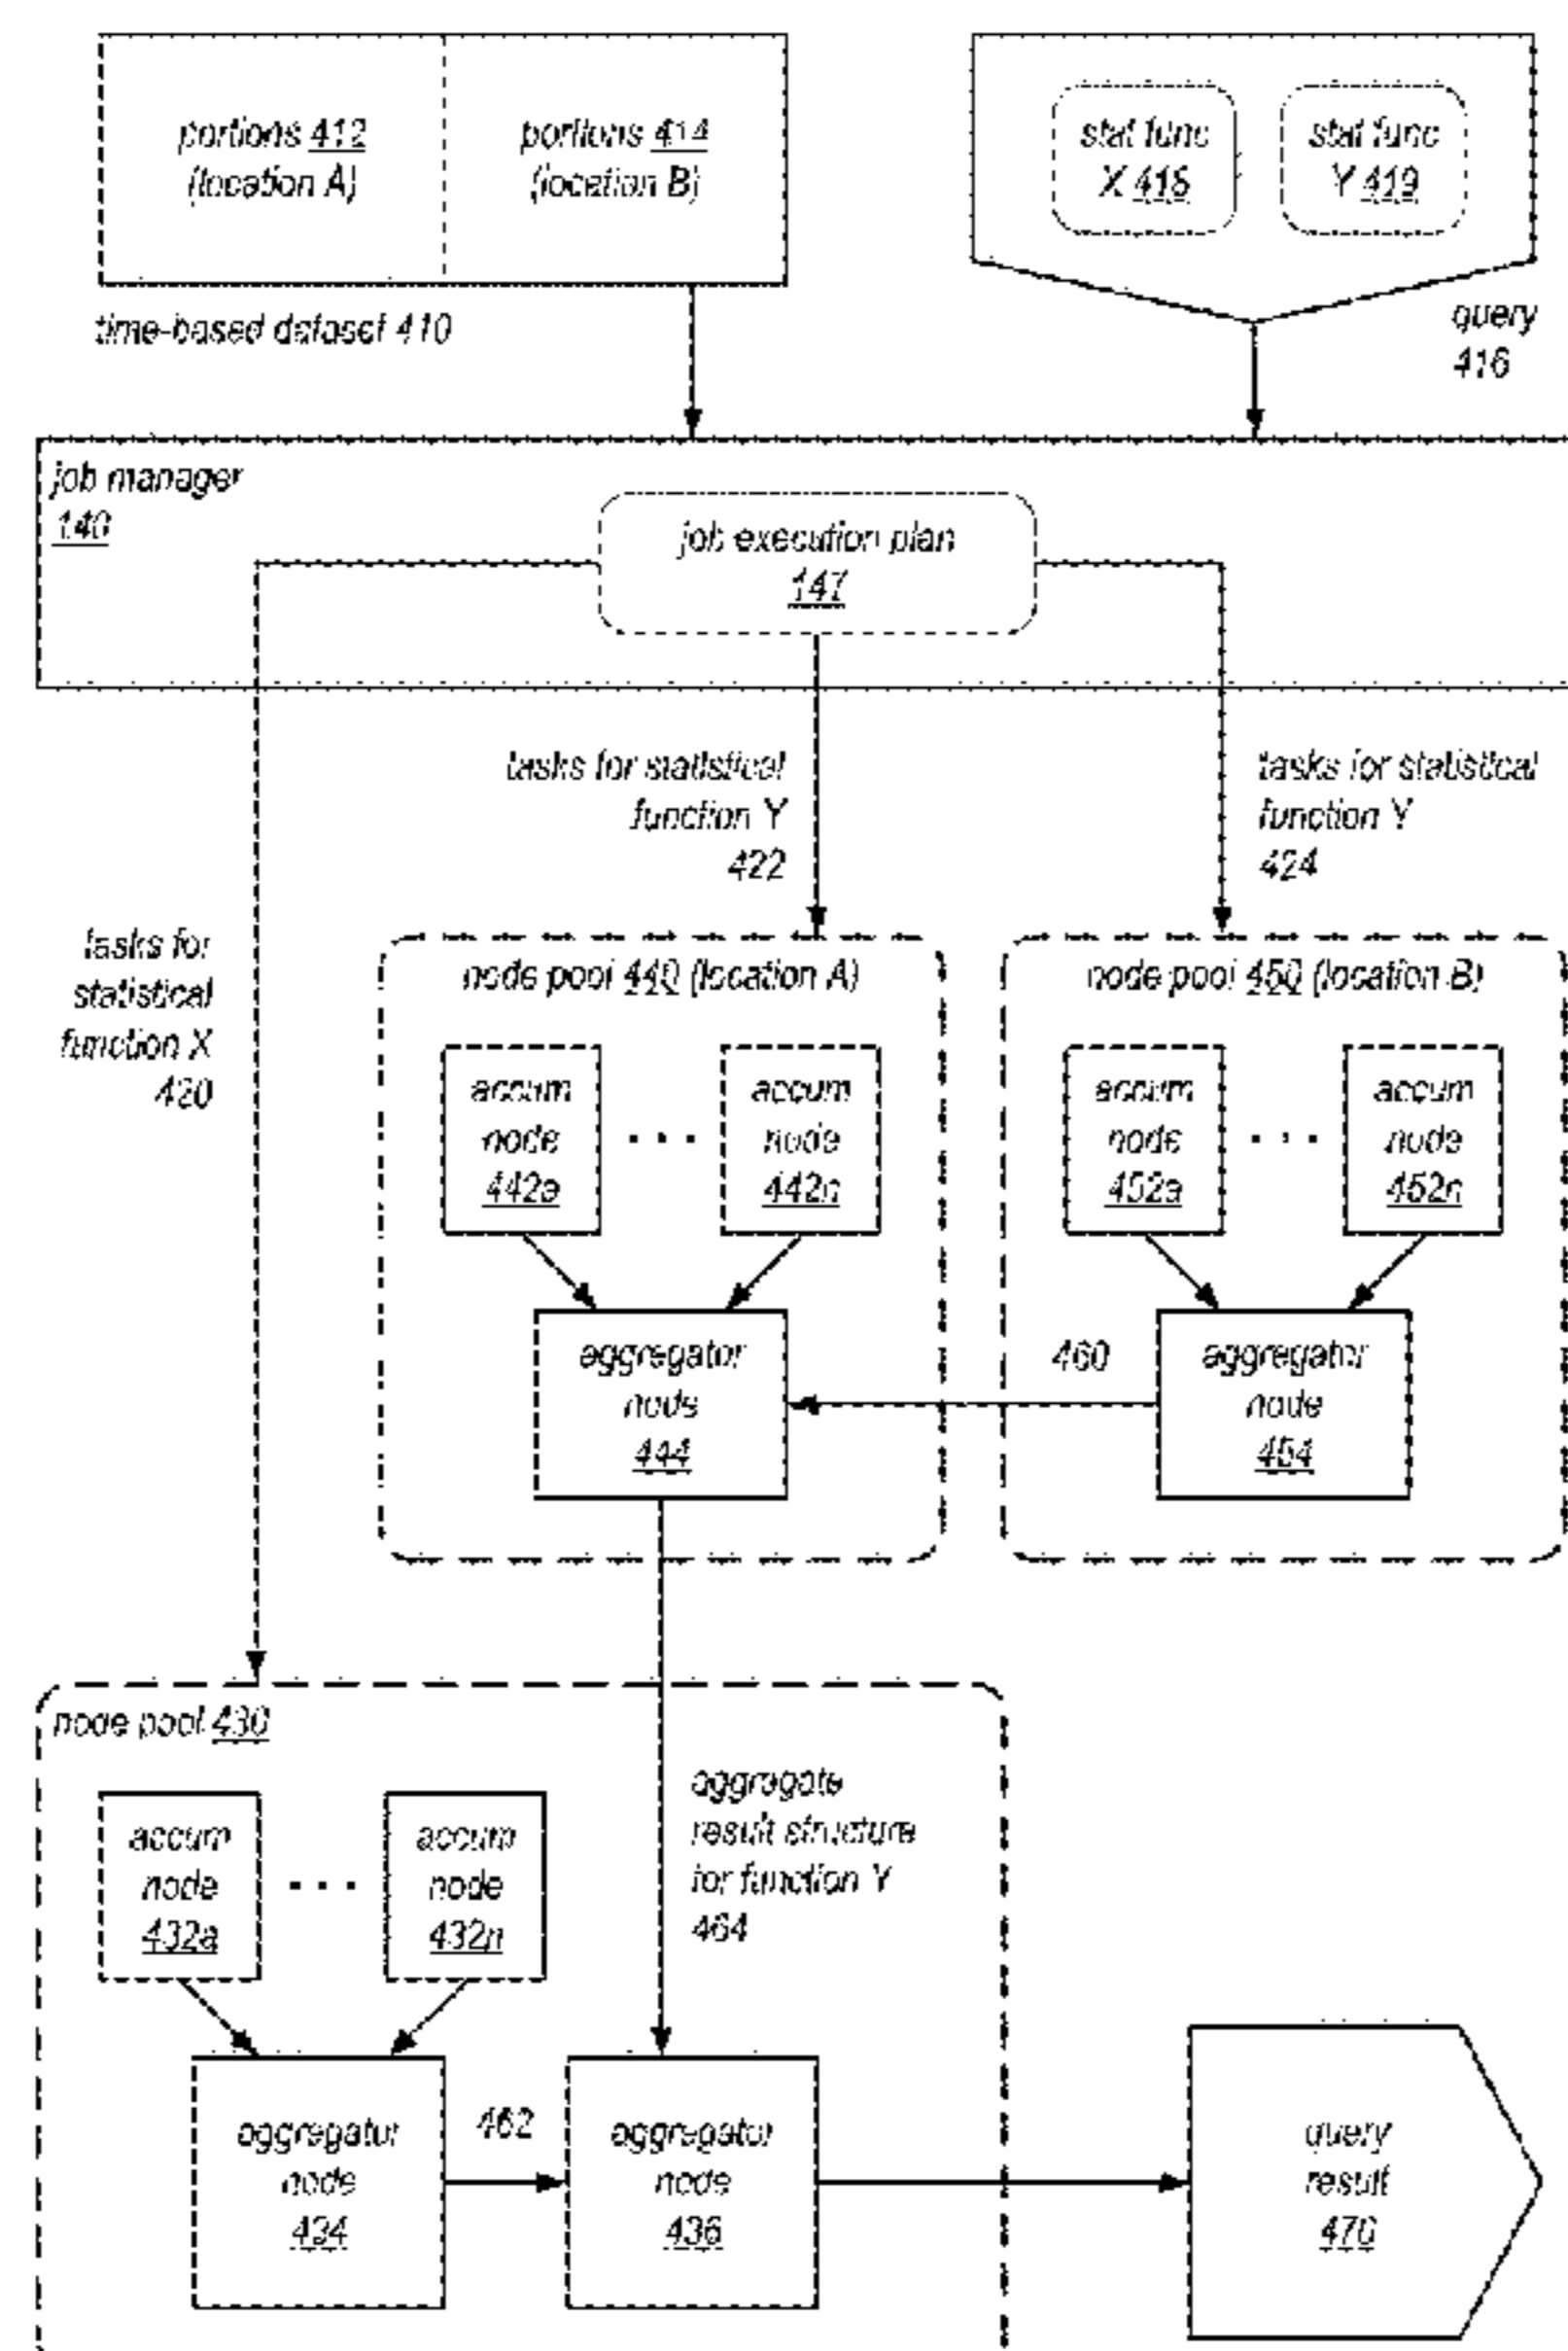 portions 412
(location A)
portions 414
(location B)
time-based dataset 410
stat func
X 418
stat func
Y 419
query
416
job manager
140
job execution plan
147
tasks for statistical
function Y
422
tasks for statistical
function Y
424
tasks for
statistical
function X
420
node pool 440 (location A)
accum
node
442a
. . .
accum
node
442n
aggregator
node
444
node pool 450 (location B)
accum
node
452a
. . .
accum
node
452n
460
aggregator
node
454
node pool 430
accum
node
432a
. . .
accum
node
432n
aggregate
result structure
for function Y
464
aggregator
node
434
462
aggregator
node
436
query
result
470